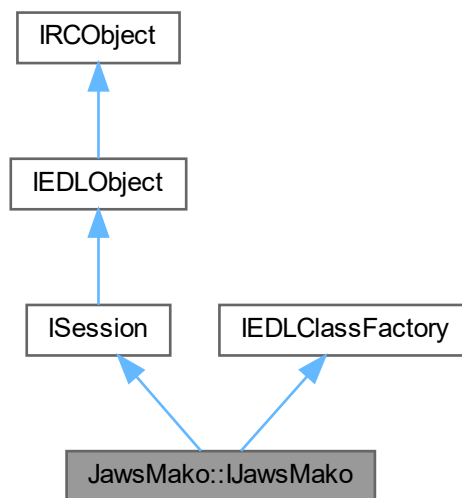 IRCObject
IEDLObject
ISession
IEDLClassFactory
JawsMako::IJawsMako